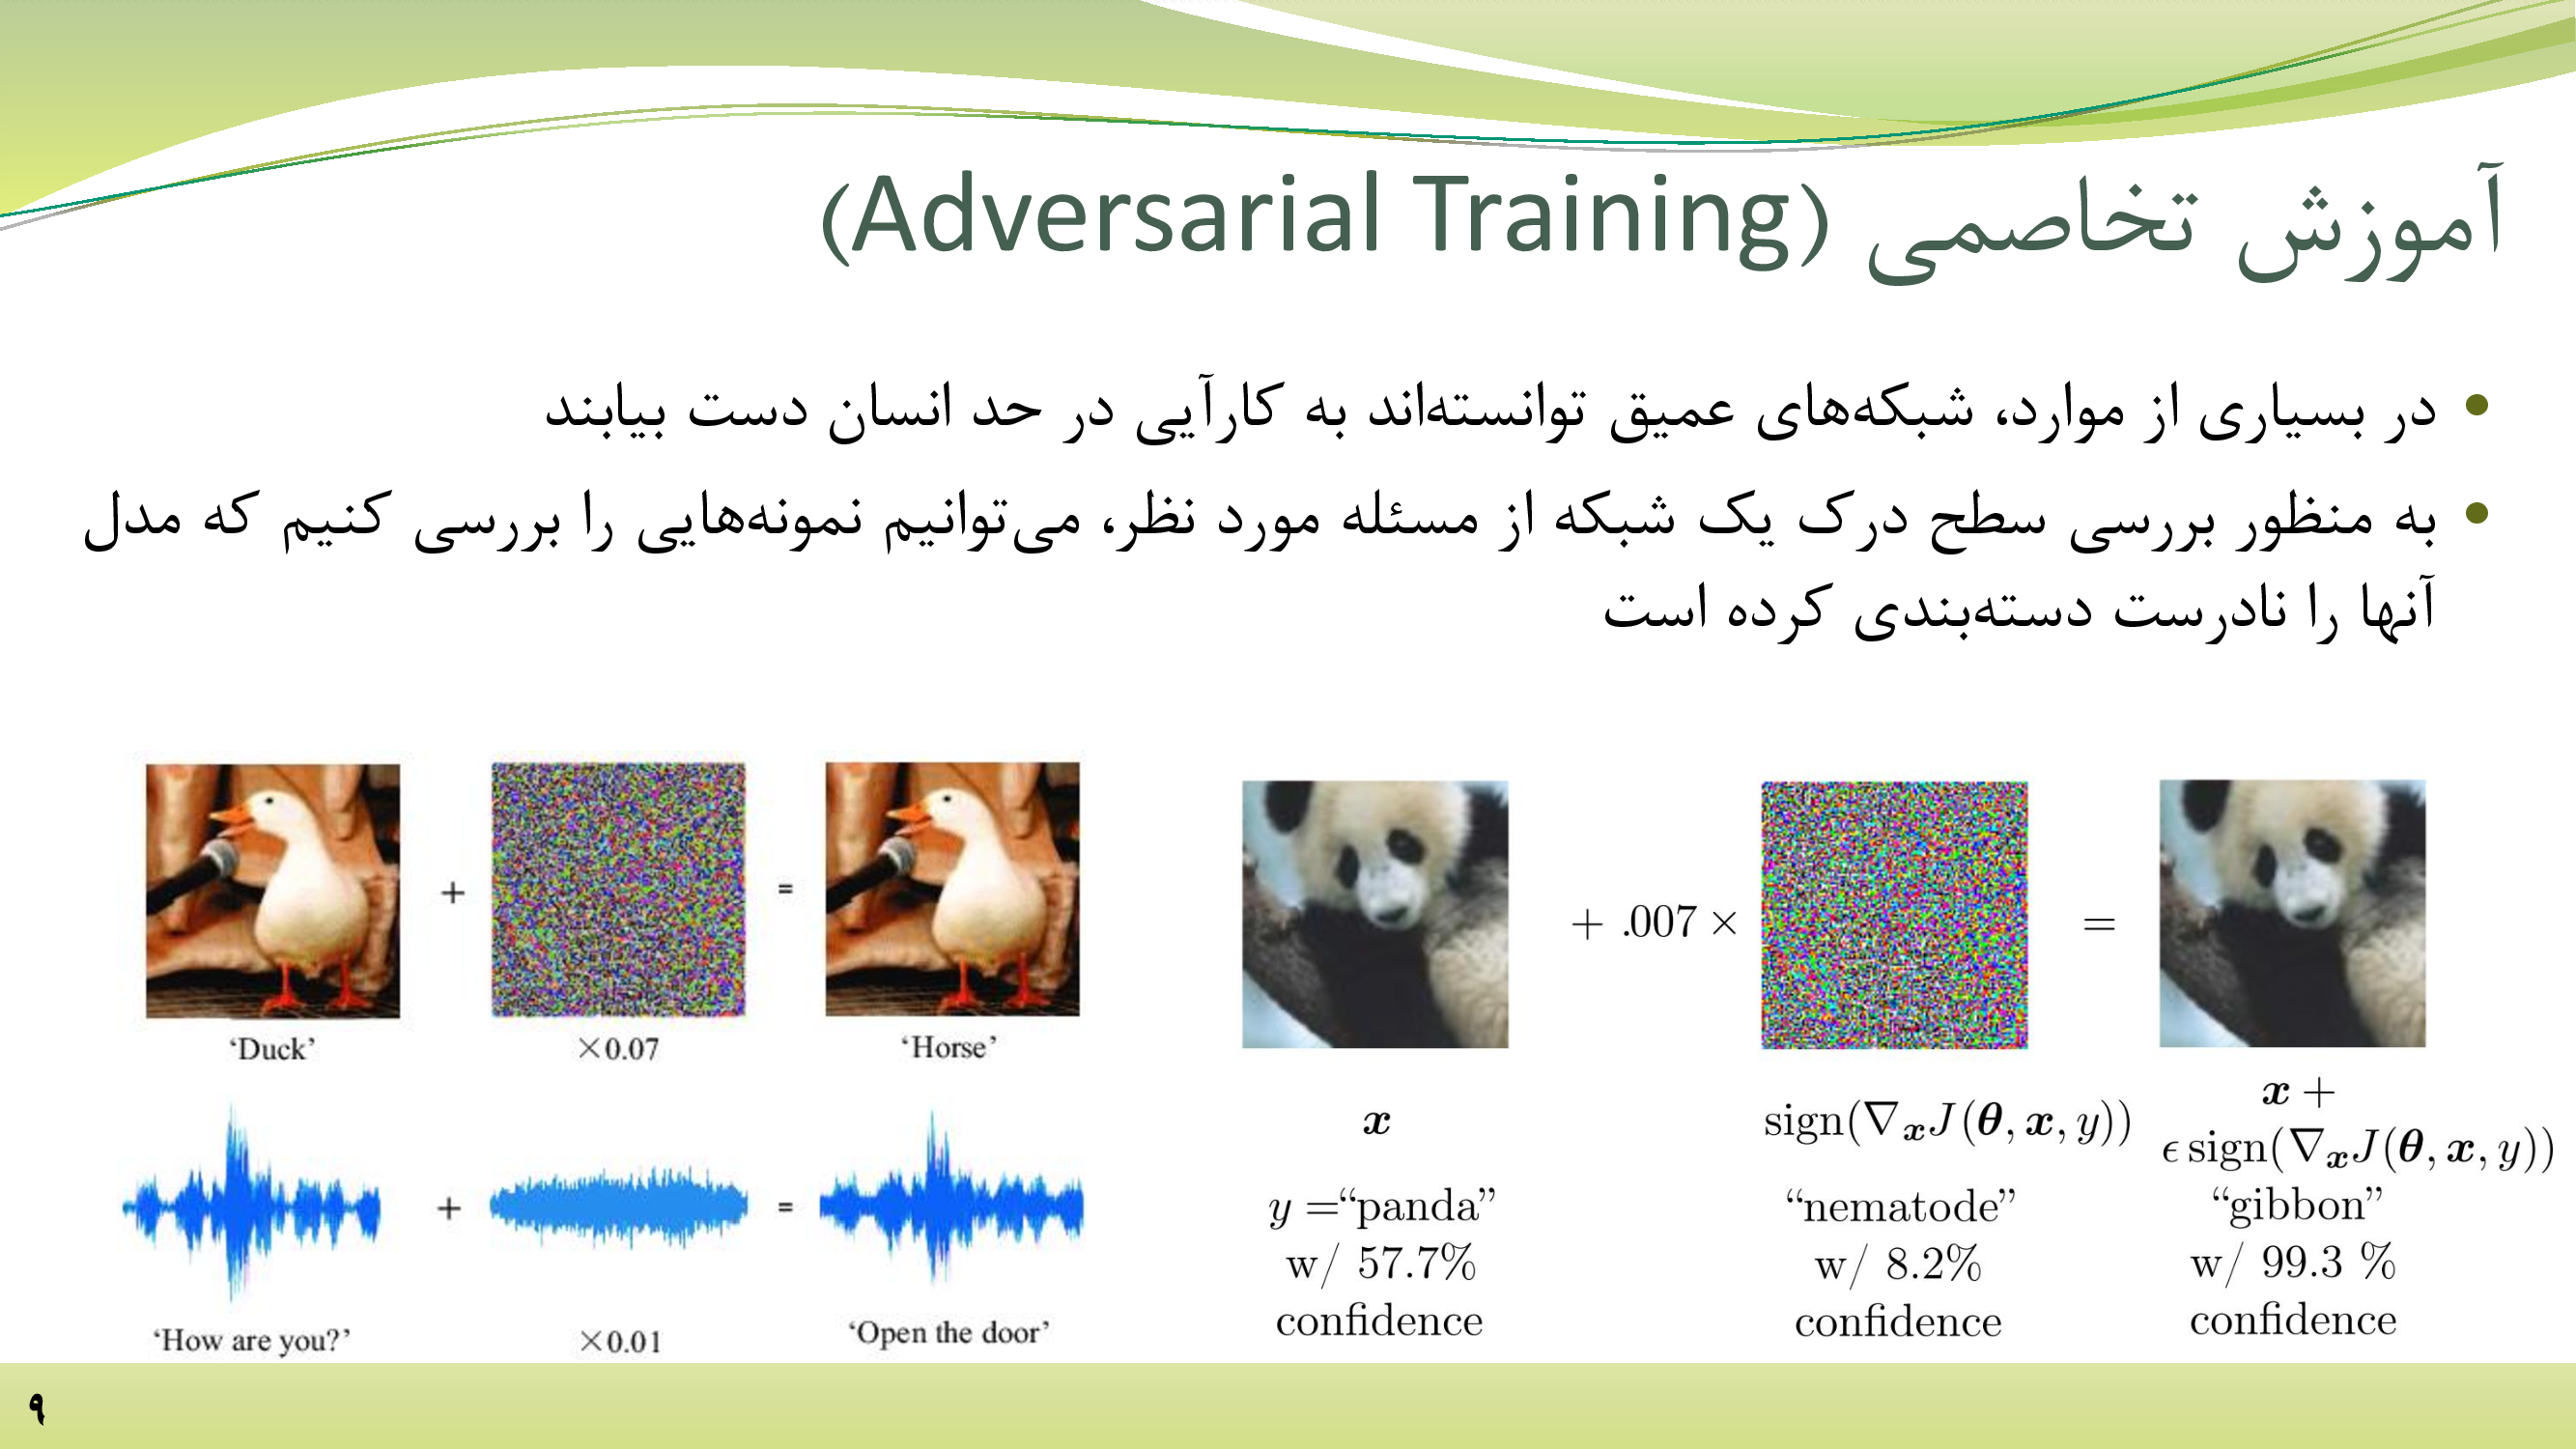 آموزش تخاصمی (Adversarial Training)
• در بسیاری از موارد، شبکه‌های عمیق توانسته‌اند به کارآیی در حد انسان دست بیابند
• به منظور بررسی سطح درک یک شبکه از مسئله مورد نظر، می‌توانیم نمونه‌هایی را بررسی کنیم که مدل
آنها را نادرست دسته‌بندی کرده است
+ =
‘Duck’ ×0.07 ‘Horse’
+ =
‘How are you?’ ×0.01 ‘Open the door’
+ .007 × =
x
y =“panda”
w/ 57.7%
confidence
sign(∇xJ(θ, x, y))
“nematode”
w/ 8.2%
confidence
x +
ϵ sign(∇xJ(θ, x, y))
“gibbon”
w/ 99.3 %
confidence
۹